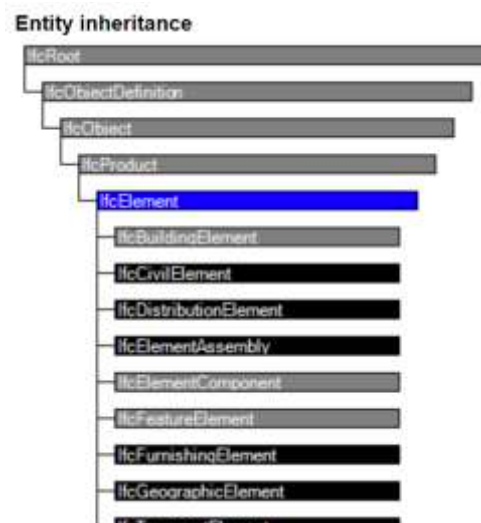 Entity inheritance
IfcRoot
IfcObjectDefinition
IfcObject
IfcProduct
IfcElement
IfcBuildingElement
IfcCivilElement
IfcDistributionElement
IfcElementAssembly
IfcElementComponent
IfcFeatureElement
IfcFurnishingElement
IfcGeographicElement